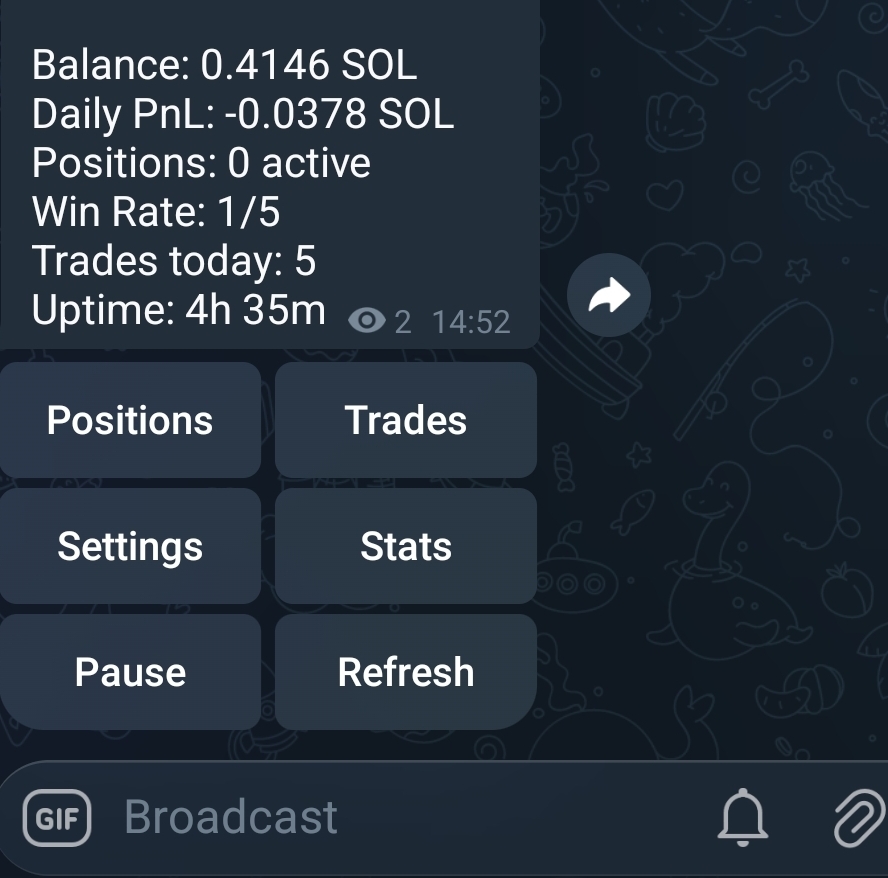 Balance: 0.4146 SOL
Daily PnL: -0.0378 SOL
Positions: 0 active
Win Rate: 1/5
Trades today: 5
Uptime: 4h 35m
2 14:52
Positions
Trades
Settings
Stats
Pause
Refresh
GIF
Broadcast